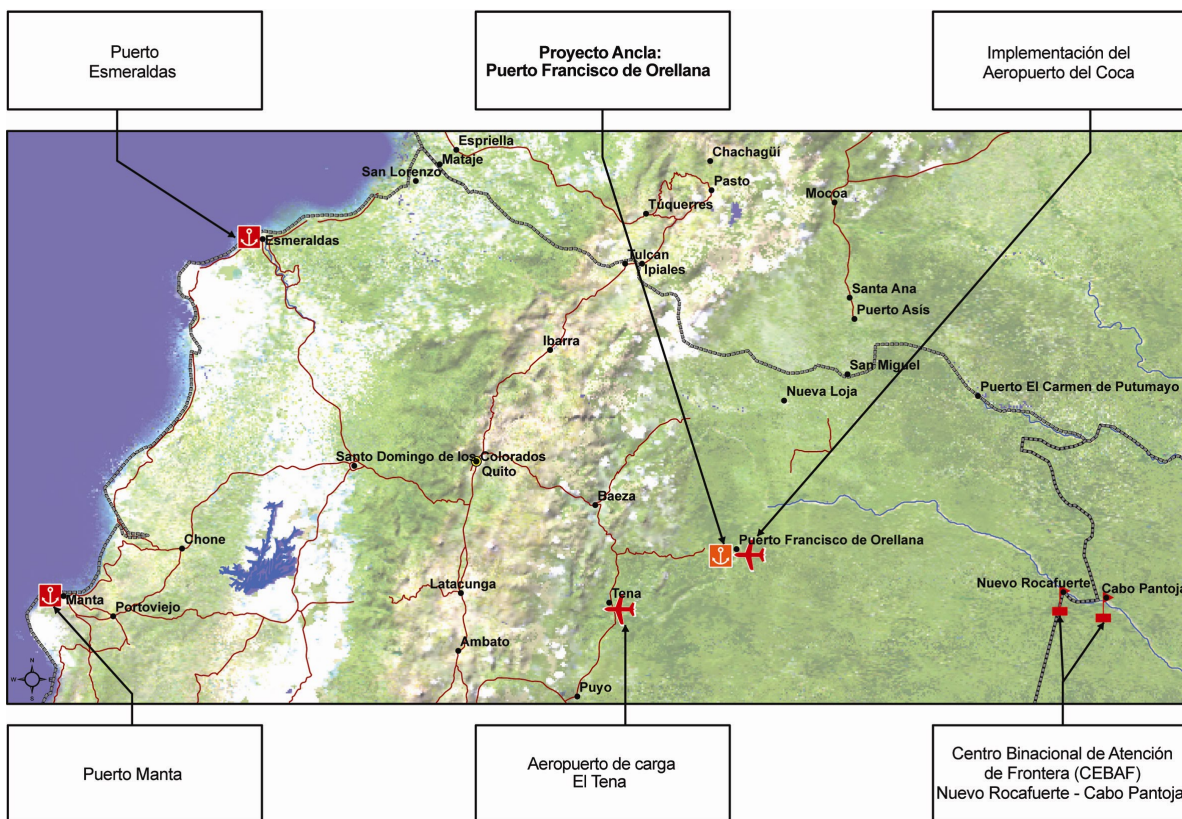 Puerto
Esmeraldas
Proyecto Ancla:
Puerto Francisco de Orellana
Implementación del
Aeropuerto del Coca
Espriella
Mataje
San Lorenzo
Chachagüí
Pasto
Mocoa
Tuquerres
Esmeraldas
Tulcan
Ipiales
Santa Ana
Puerto Asís
Ibarra
San Miguel
Nueva Loja
Puerto El Carmen de Putumayo
Santo Domingo de los Colorados
Quito
Baeza
Chone
Puerto Francisco de Orellana
Manta
Portoviejo
Latacunga
Tena
Nuevo Rocafuerte
Cabo Pantoja
Ambato
Puyo
N
W
E
S
Puerto Manta
Aeropuerto de carga
El Tena
Centro Binacional de Atención
de Frontera (CEBAF)
Nuevo Rocafuerte - Cabo Pantoja